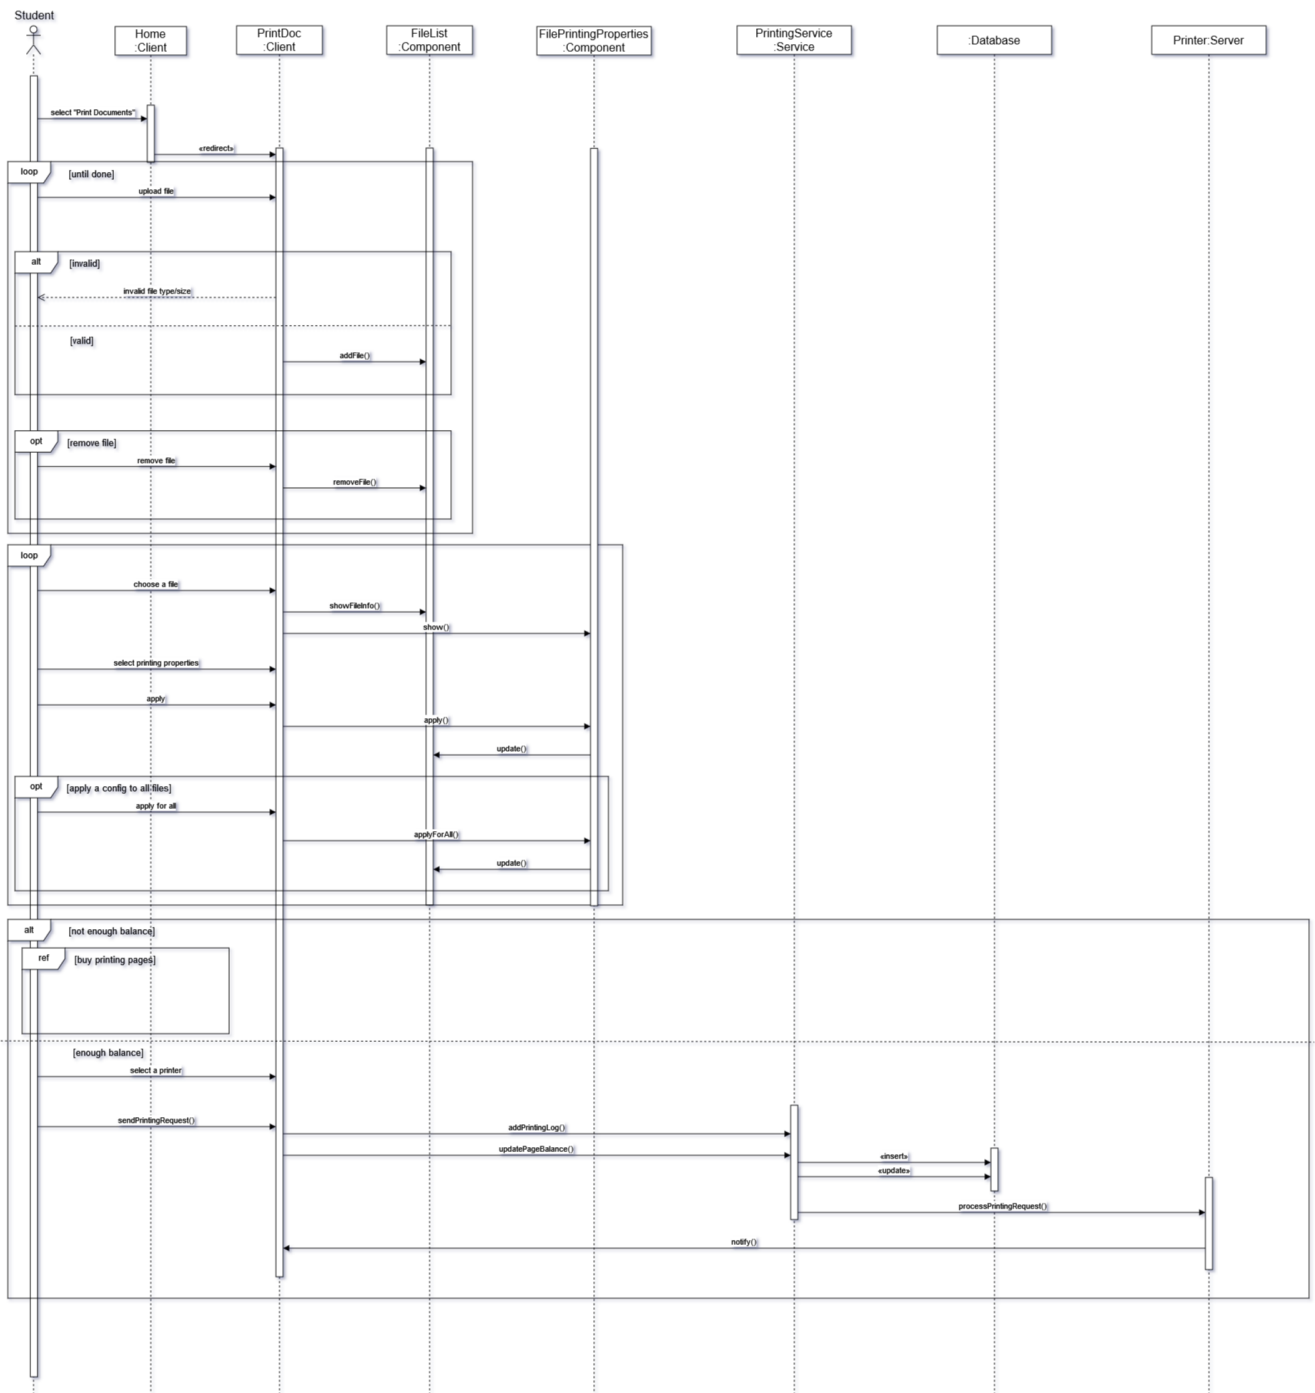 Student
Home
:Client
PrintDoc
:Client
FileList
:Component
FilePrintingProperties
:Component
PrintingService
:Service
:Database
Printer:Server
select "Print Documents"
«redirect»
loop
[until done]
upload file
alt
[invalid]
invalid file type/size
[valid]
addFile()
opt
[remove file]
remove file
removeFile()
loop
choose a file
showFileInfo()
show()
select printing properties
apply
apply()
update()
opt
[apply a config to all files]
apply for all
applyForAll()
update()
alt
[not enough balance]
ref
[buy printing pages]
[enough balance]
select a printer
sendPrintingRequest()
addPrintingLog()
updatePageBalance()
«insert»
«update»
processPrintingRequest()
notify()